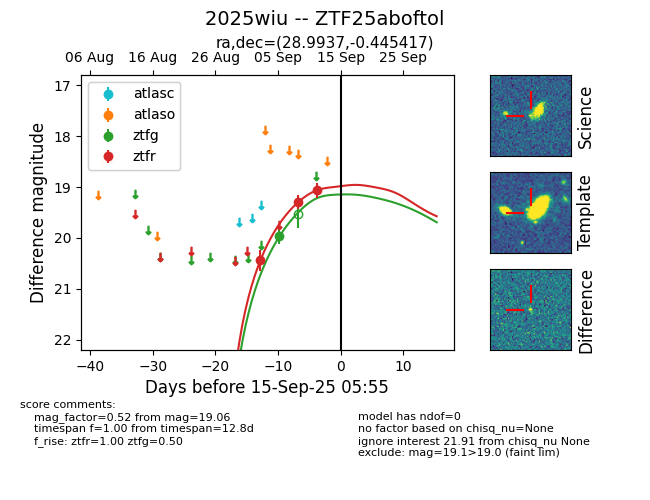 2025wiu -- ZTF25aboftol
ra,dec=(28.9937,-0.445417)
06 Aug 16 Aug 26 Aug 05 Sep 15 Sep 25 Sep
atlasc
atlaso
ztfg
ztfr
17
18
19
20
21
22
Difference magnitude
−40 −30 −20 −10 0 10
Days before 15-Sep-25 05:55
Science
Template
Difference
score comments:
mag_factor=0.52 from mag=19.06
timespan f=1.00 from timespan=12.8d
f_rise: ztfr=1.00 ztfg=0.50
model has ndof=0
no factor based on chisq_nu=None
ignore interest 21.91 from chisq_nu None
exclude: mag=19.1>19.0 (faint lim)